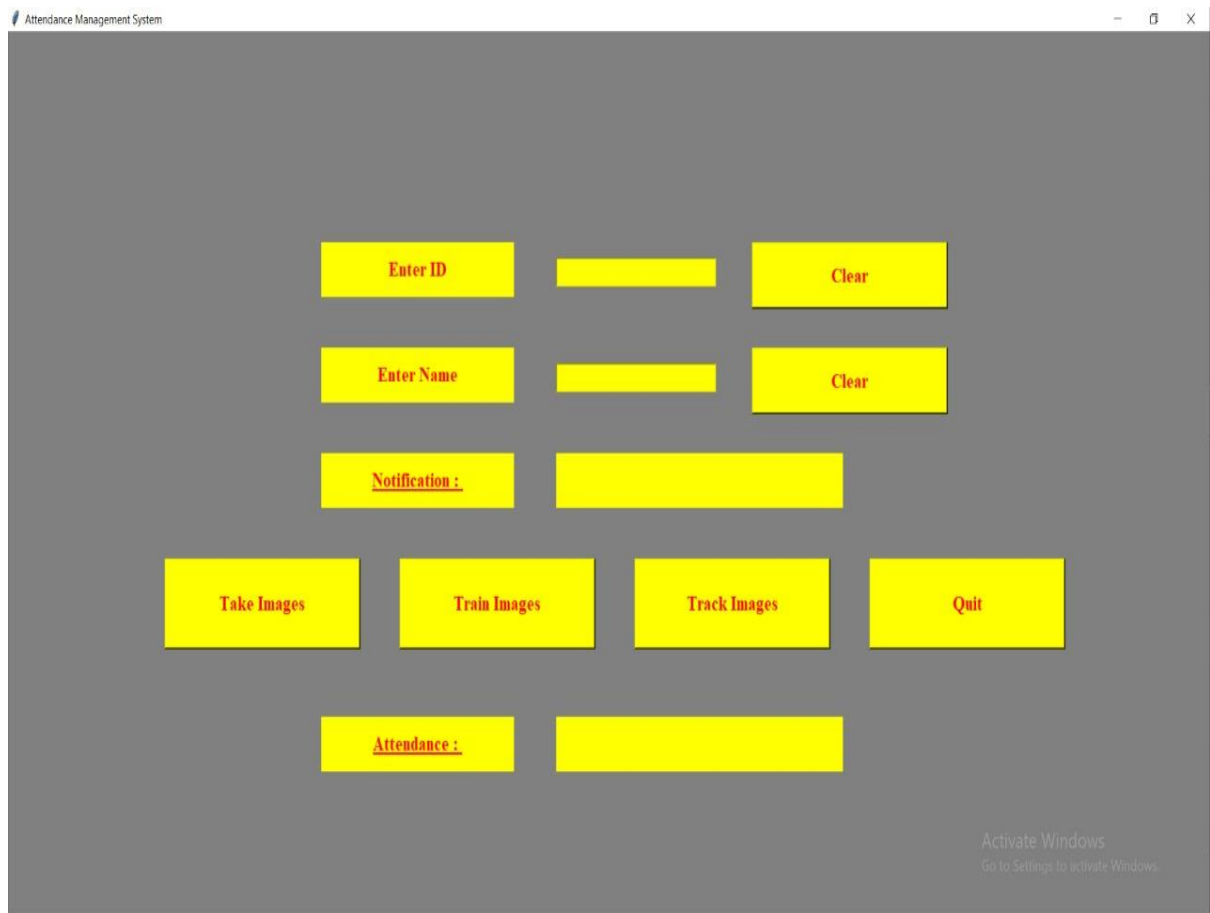 Attendance Management System
Enter ID
Clear
Enter Name
Clear
Notification :
Take Images
Train Images
Track Images
Quit
Attendance :
Activate Windows
Go to Settings to activate Windows.